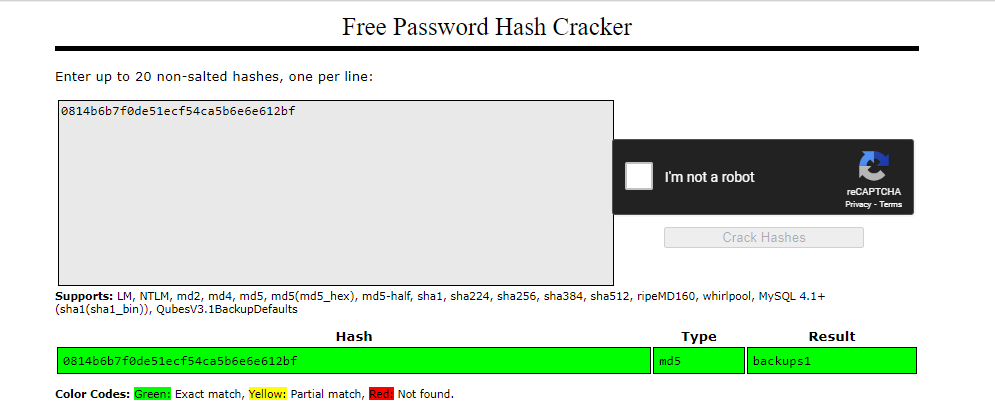 Free Password Hash Cracker
Enter up to 20 non-salted hashes, one per line:
0814b6b7f0de51ecf54ca5b6e6e612bf
I'm not a robot
reCAPTCHA
Privacy - Terms
Crack Hashes
Supports: LM, NTLM, md2, md4, md5, md5(md5_hex), md5-half, sha1, sha224, sha256, sha384, sha512, ripeMD160, whirlpool, MySQL 4.1+
(sha1(sha1_bin)), QubesV3.1BackupDefaults
Hash Type Result
0814b6b7f0de51ecf54ca5b6e6e612bf md5 backups1
Color Codes: Green: Exact match, Yellow: Partial match, Red: Not found.